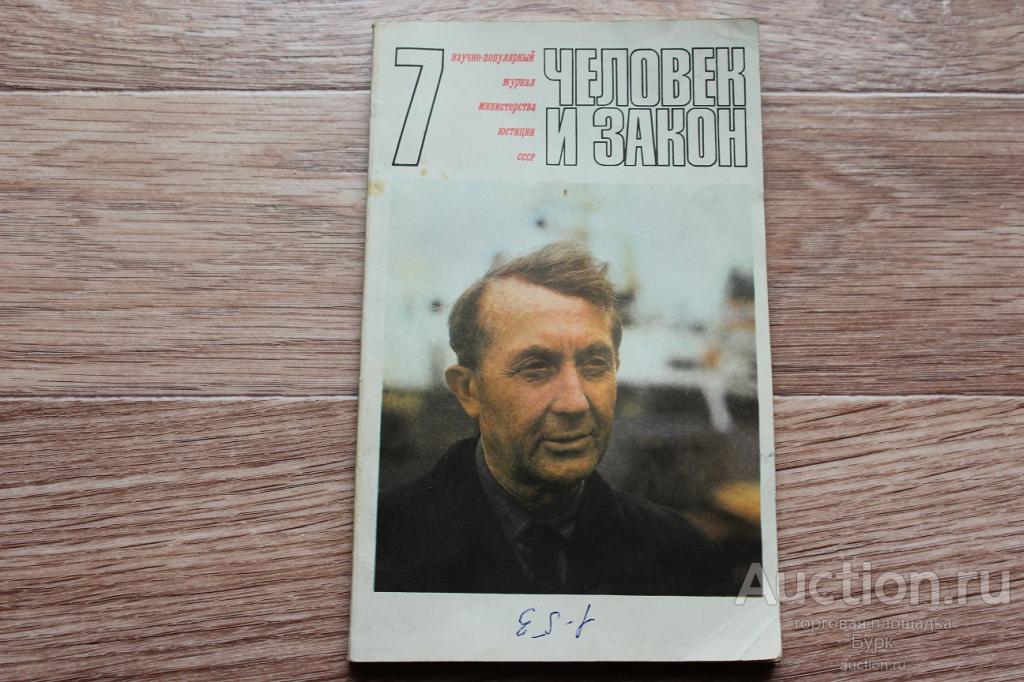 7
научно-популярный
журнал
министерства
юстиции
СССР
ЧЕЛОВЕК
И ЗАКОН
1-53
Auction.ru
торговая площадка
Бурк
auction.ru